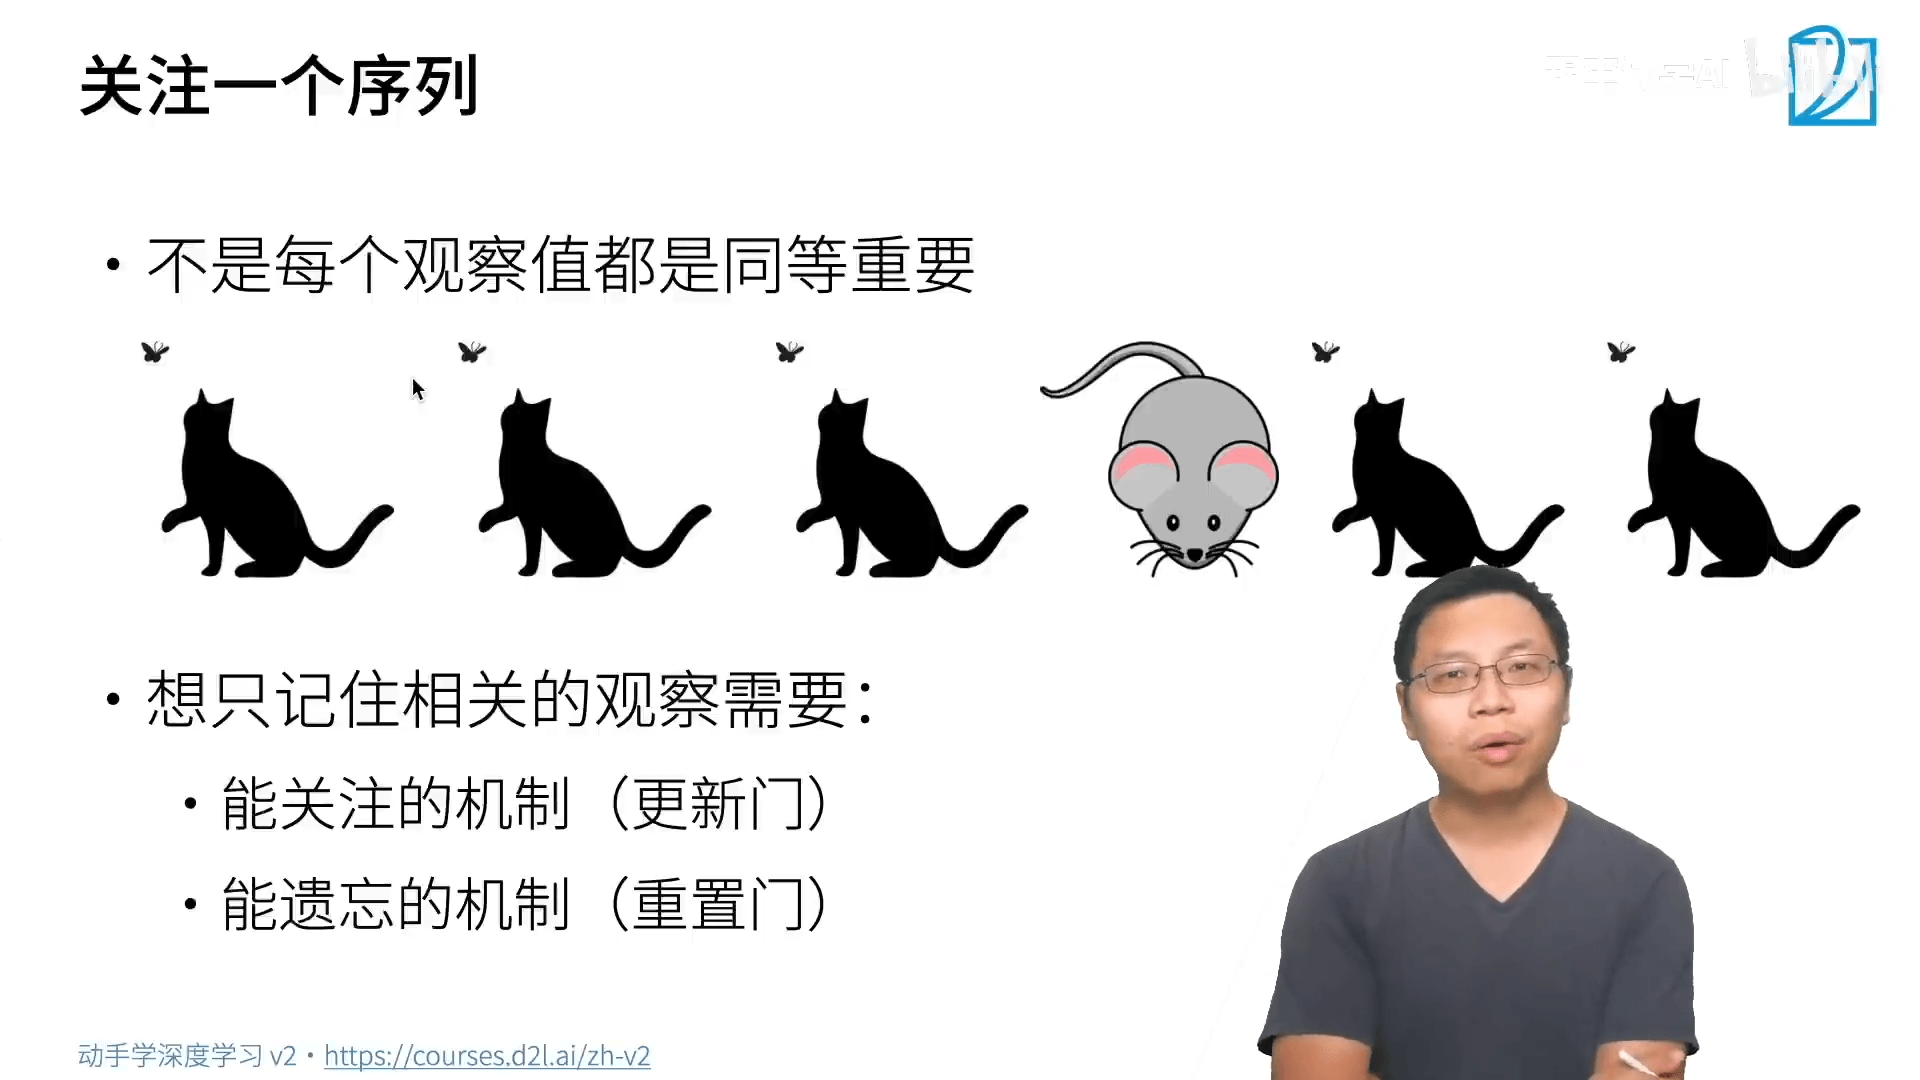 关注一个序列
• 不是每个观察值都是同等重要
• 想只记住相关的观察需要：
• 能关注的机制（更新门）
• 能遗忘的机制（重置门）
动手学深度学习 v2 • https://courses.d2l.ai/zh-v2